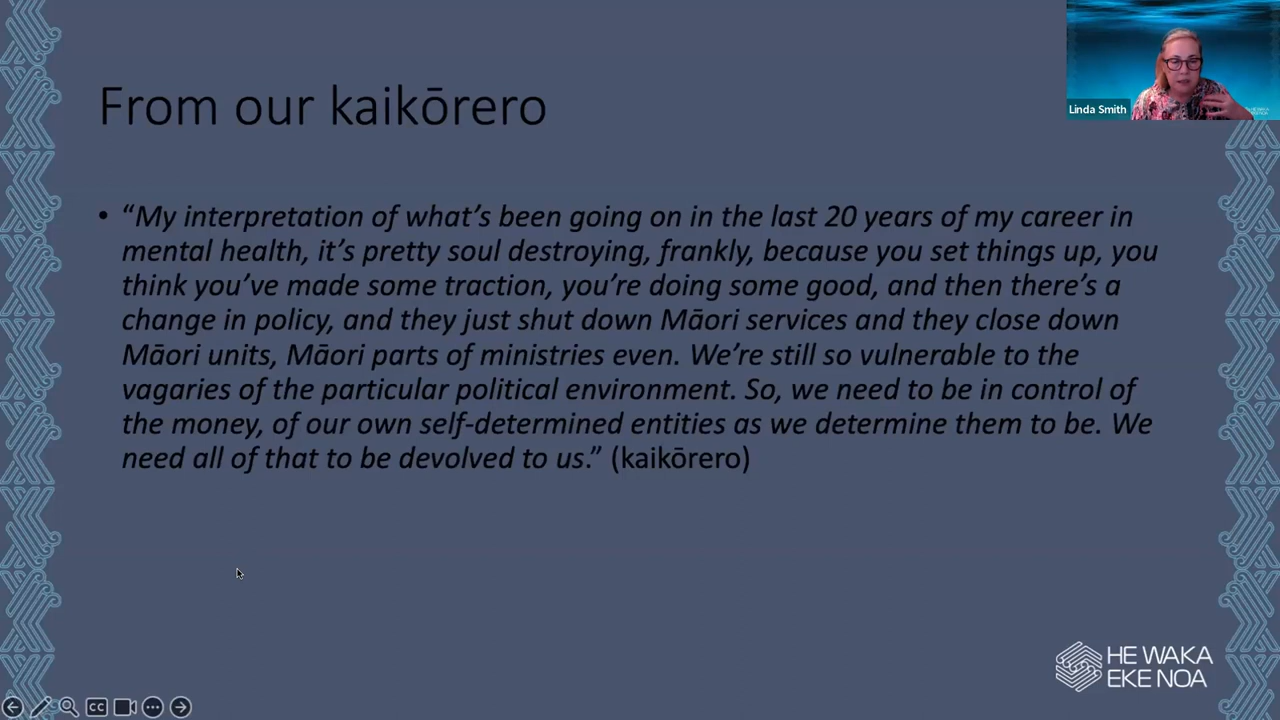 Linda Smith
From our kaikōrero
• “My interpretation of what’s been going on in the last 20 years of my career in
mental health, it’s pretty soul destroying, frankly, because you set things up, you
think you’ve made some traction, you’re doing some good, and then there’s a
change in policy, and they just shut down Māori services and they close down
Māori units, Māori parts of ministries even. We’re still so vulnerable to the
vagaries of the particular political environment. So, we need to be in control of
the money, of our own self-determined entities as we determine them to be. We
need all of that to be devolved to us.” (kaikōrero)
HE WAKA
EKE NOA
CC